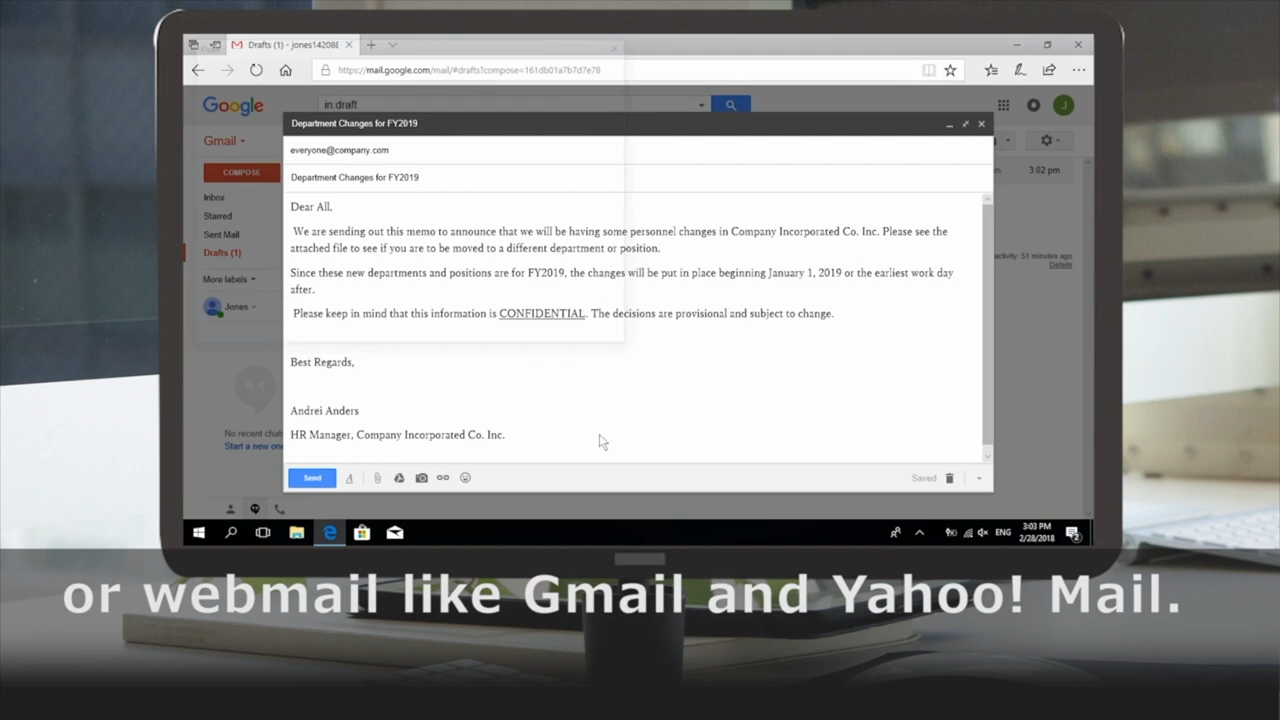 Drafts (1) - jones14208
https://mail.google.com/mail/#drafts?compose=161db01a7b7d7e78
Google
in:draft
J
Gmail
Department Changes for FY2019
everyone@company.com
Department Changes for FY2019
COMPOSE
Inbox
Starred
Sent Mail
Drafts (1)
More labels
Jones
No recent chat
Start a new one
3:02 pm
activity: 51 minutes ago
Details
Dear All,
We are sending out this memo to announce that we will be having some personnel changes in Company Incorporated Co. Inc. Please see the
attached file to see if you are to be moved to a different department or position.
Since these new departments and positions are for FY2019, the changes will be put in place beginning January 1, 2019 or the earliest work day
after.
Please keep in mind that this information is CONFIDENTIAL. The decisions are provisional and subject to change.
Best Regards,
Andrei Anders
HR Manager, Company Incorporated Co. Inc.
Send
Saved
ENG
3:03 PM
2/28/2018
or webmail like Gmail and Yahoo! Mail.